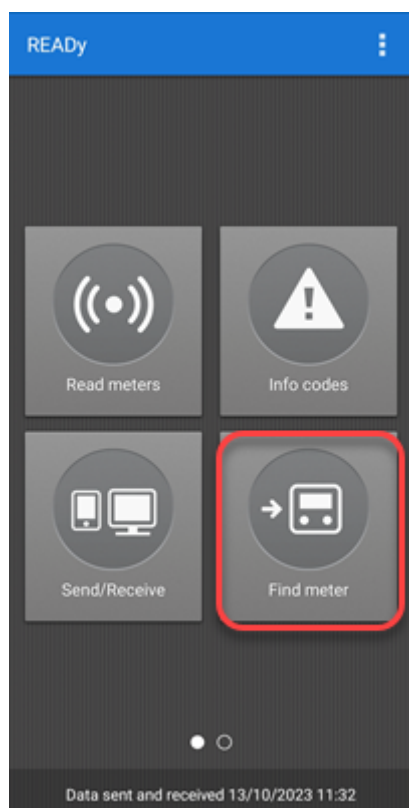 READy
Read meters
Info codes
Send/Receive
Find meter
Data sent and received 13/10/2023 11:32